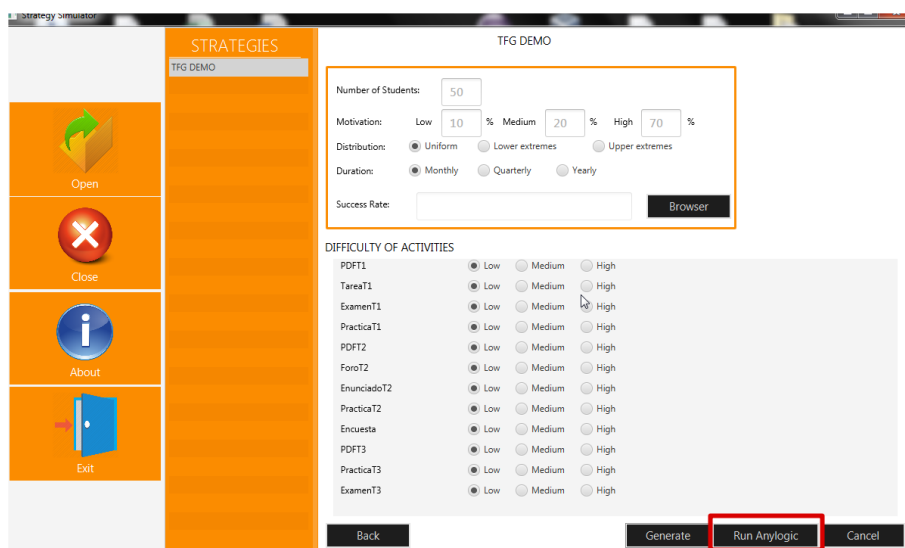 Strategy Simulator
STRATEGIES
TFG DEMO
Open
Close
About
Exit
TFG DEMO
Number of Students: 50
Motivation: Low 10 % Medium 20 % High 70 %
Distribution: Uniform Lower extremes Upper extremes
Duration: Monthly Quarterly Yearly
Success Rate: Browser
DIFFICULTY OF ACTIVITIES
PDFT1 Low Medium High
TareaT1 Low Medium High
ExamenT1 Low Medium High
PracticaT1 Low Medium High
PDFT2 Low Medium High
ForoT2 Low Medium High
EnunciadoT2 Low Medium High
PracticaT2 Low Medium High
Encuesta Low Medium High
PDFT3 Low Medium High
PracticaT3 Low Medium High
ExamenT3 Low Medium High
Back Generate Run Anylogic Cancel